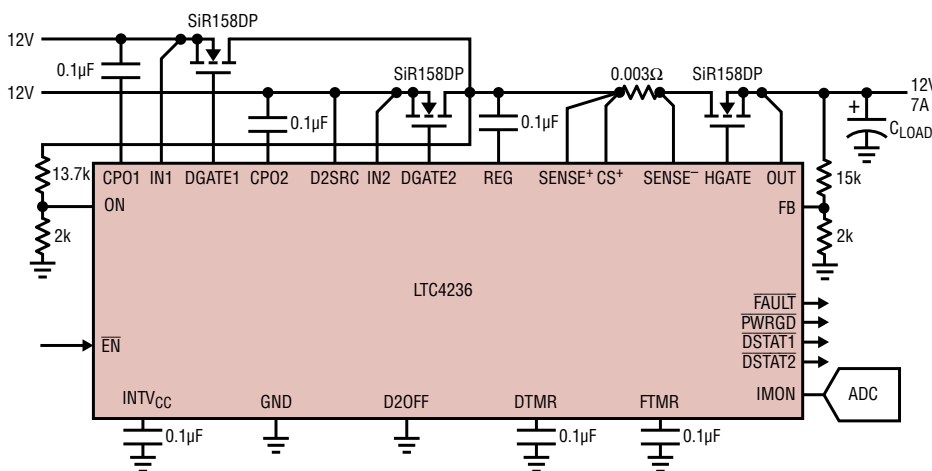 SiR158DP
12V
0.1µF
SiR158DP
0.003Ω
SiR158DP
12V
12V
7A
0.1µF
0.1µF
+
CLOAD
13.7k
CPO1 IN1 DGATE1 CPO2 D2SRC IN2 DGATE2 REG SENSE+ CS+ SENSE− HGATE OUT
15k
ON
FB
2k
2k
LTC4236
FAULT
PWRGD
EN
DSTAT1
DSTAT2
IMON
ADC
INTVCC GND D2OFF DTMR FTMR
0.1µF
0.1µF
0.1µF